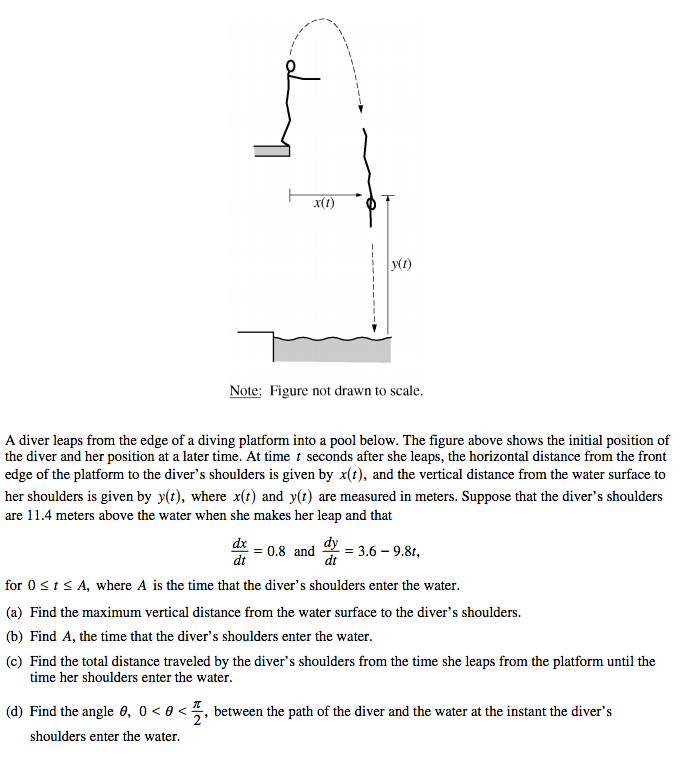 x(t)
y(t)
Note: Figure not drawn to scale.
A diver leaps from the edge of a diving platform into a pool below. The figure above shows the initial position of
the diver and her position at a later time. At time t seconds after she leaps, the horizontal distance from the front
edge of the platform to the diver's shoulders is given by x(t), and the vertical distance from the water surface to
her shoulders is given by y(t), where x(t) and y(t) are measured in meters. Suppose that the diver's shoulders
are 11.4 meters above the water when she makes her leap and that
dx/dt = 0.8 and dy/dt = 3.6 − 9.8t,
for 0 ≤ t ≤ A, where A is the time that the diver's shoulders enter the water.
(a) Find the maximum vertical distance from the water surface to the diver's shoulders.
(b) Find A, the time that the diver's shoulders enter the water.
(c) Find the total distance traveled by the diver's shoulders from the time she leaps from the platform until the
time her shoulders enter the water.
(d) Find the angle θ, 0 < θ < π/2, between the path of the diver and the water at the instant the diver's
shoulders enter the water.